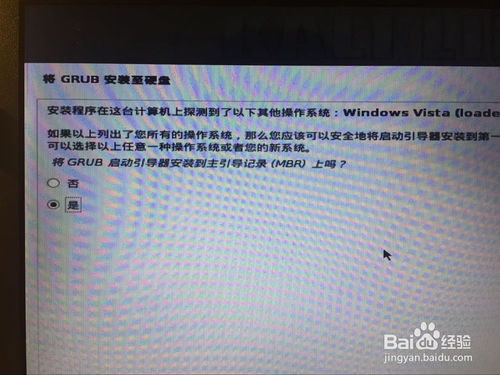 将 GRUB 安装至硬盘
安装程序在这台计算机上探测到了以下其他操作系统：Windows Vista (loade
如果以上列出了您所有的操作系统，那么您应该可以安全地将启动引导器安装到第一
可以选择以上任意一种操作系统或者您的新系统。
将 GRUB 启动引导器安装到主引导记录 (MBR) 上吗？
否
是
Baidu 经验
jingyan.baidu.com